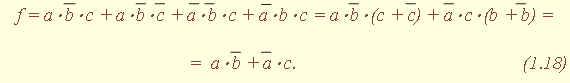 f = a·b̅·c + a·b̅·c̅ + a̅·b̅·c + a̅·b·c = a·b̅·(c + c̅) + a̅·c·(b + b̅) =
= a·b̅ + a̅·c. (1.18)